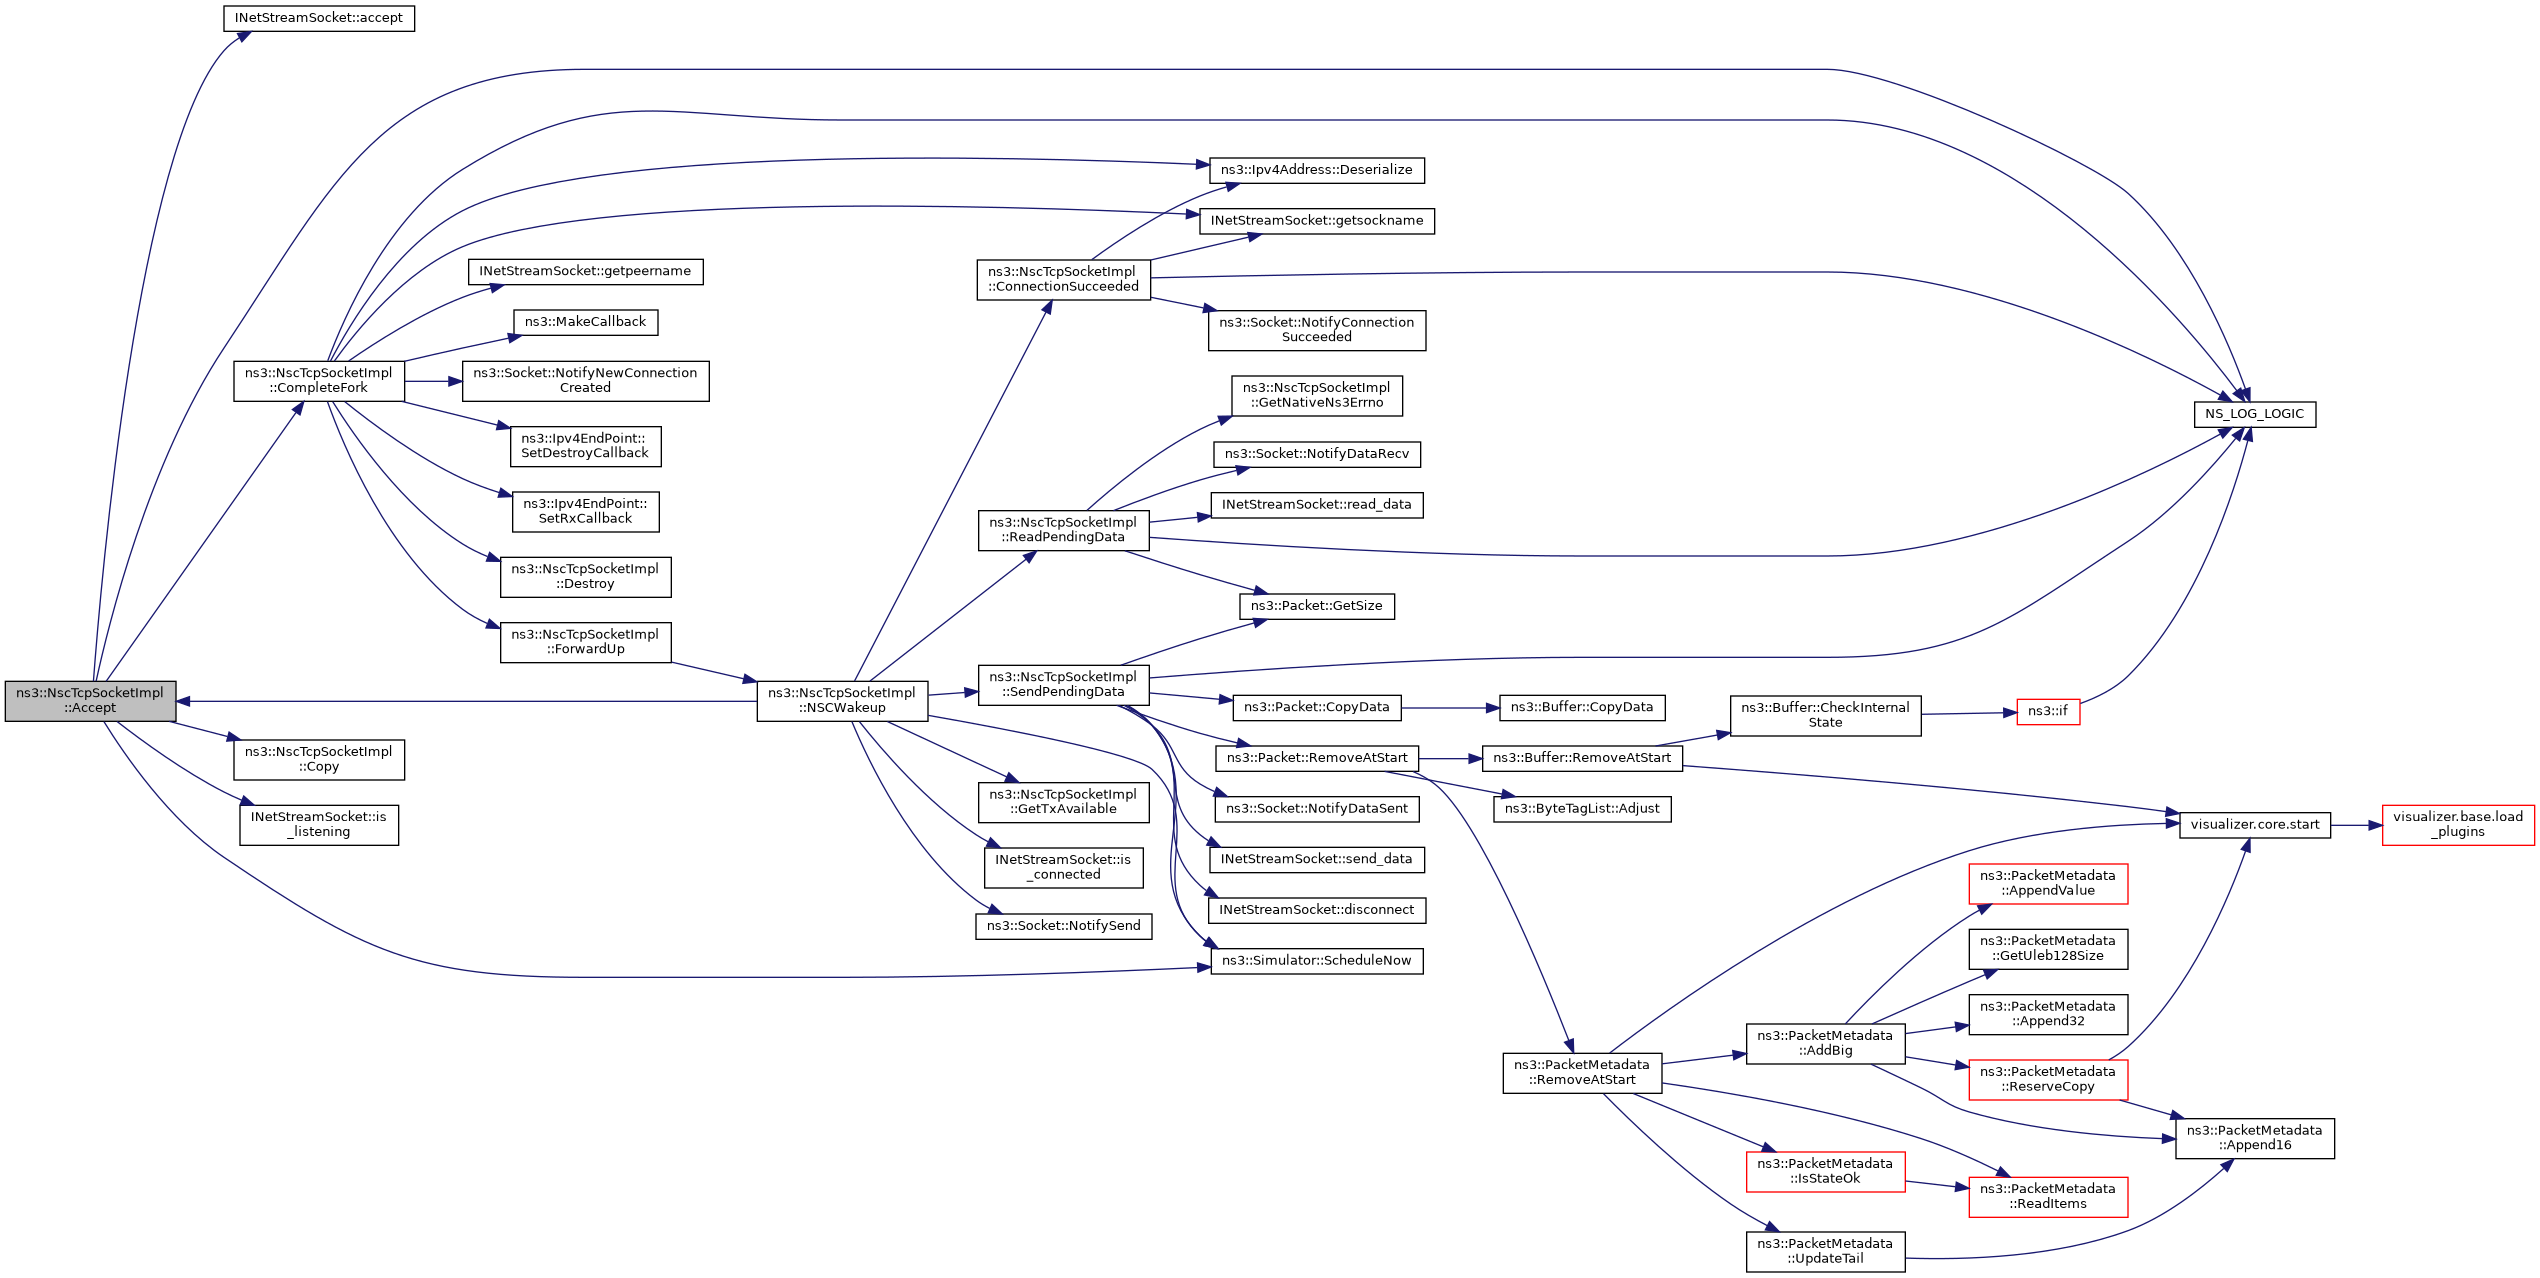 INetStreamSocket::accept
ns3::Ipv4Address::Deserialize
INetStreamSocket::getsockname
INetStreamSocket::getpeername
ns3::NscTcpSocketImpl
::ConnectionSucceeded
ns3::MakeCallback
ns3::Socket::NotifyConnection
Succeeded
ns3::NscTcpSocketImpl
::CompleteFork
ns3::Socket::NotifyNewConnection
Created
ns3::NscTcpSocketImpl
::GetNativeNs3Errno
NS_LOG_LOGIC
ns3::Ipv4EndPoint::
SetDestroyCallback
ns3::Socket::NotifyDataRecv
ns3::Ipv4EndPoint::
SetRxCallback
INetStreamSocket::read_data
ns3::NscTcpSocketImpl
::ReadPendingData
ns3::NscTcpSocketImpl
::Destroy
ns3::Packet::GetSize
ns3::NscTcpSocketImpl
::ForwardUp
ns3::NscTcpSocketImpl
::Accept
ns3::NscTcpSocketImpl
::NSCWakeup
ns3::NscTcpSocketImpl
::SendPendingData
ns3::Packet::CopyData
ns3::Buffer::CopyData
ns3::Buffer::CheckInternal
State
ns3::if
ns3::NscTcpSocketImpl
::Copy
ns3::Packet::RemoveAtStart
ns3::Buffer::RemoveAtStart
ns3::NscTcpSocketImpl
::GetTxAvailable
ns3::Socket::NotifyDataSent
ns3::ByteTagList::Adjust
INetStreamSocket::is
_listening
visualizer.core.start
visualizer.base.load
_plugins
INetStreamSocket::is
_connected
INetStreamSocket::send_data
ns3::PacketMetadata
::AppendValue
INetStreamSocket::disconnect
ns3::Socket::NotifySend
ns3::PacketMetadata
::GetUleb128Size
ns3::Simulator::ScheduleNow
ns3::PacketMetadata
::Append32
ns3::PacketMetadata
::AddBig
ns3::PacketMetadata
::RemoveAtStart
ns3::PacketMetadata
::ReserveCopy
ns3::PacketMetadata
::Append16
ns3::PacketMetadata
::IsStateOk
ns3::PacketMetadata
::ReadItems
ns3::PacketMetadata
::UpdateTail